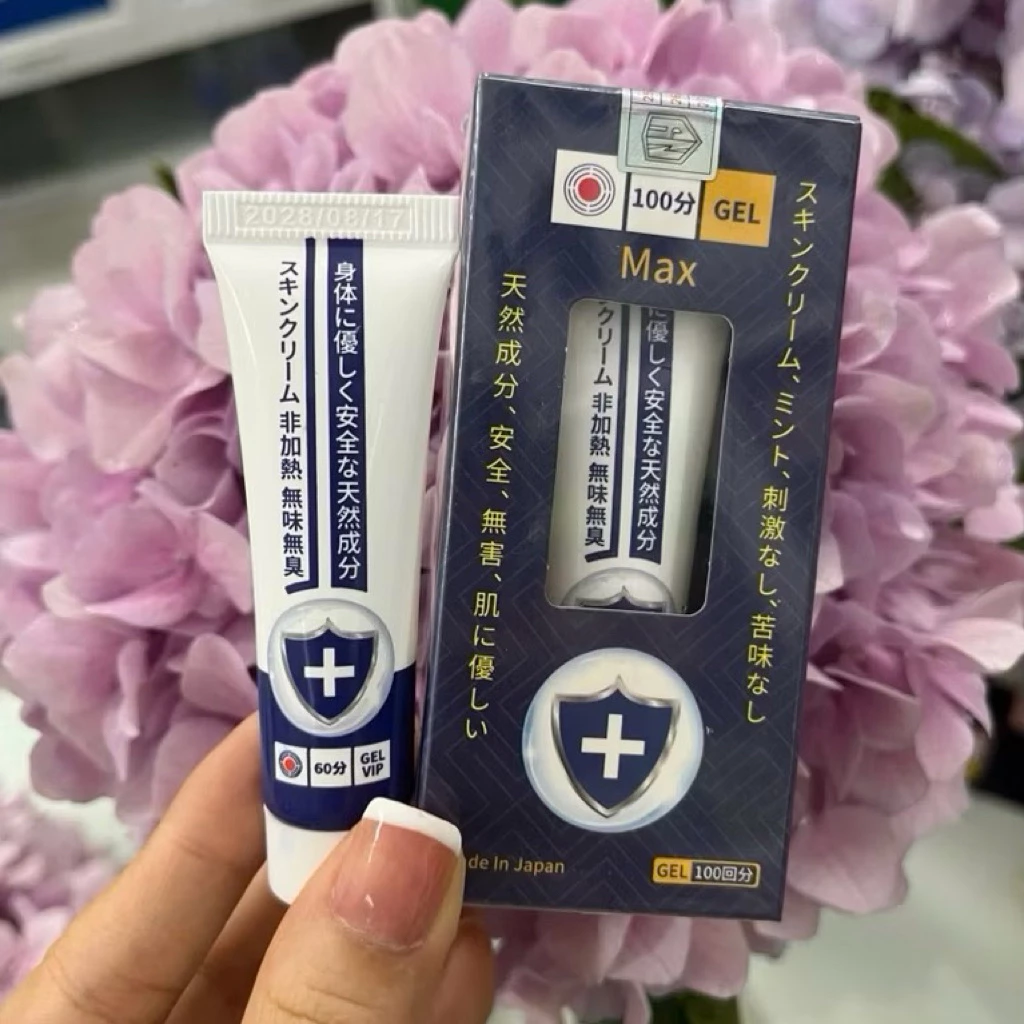 2028/08/17
身体に優しく安全な天然成分
スキンクリーム 非加熱 無味無臭
60分
GEL
VIP
100分
GEL
Max
スキンクリーム、ミント、刺激なし、苦味なし
天然成分、安全、無害、肌に優しい
に優しく安全な天然成分
クリーム 非加熱 無味無臭
de In Japan
GEL 100回分